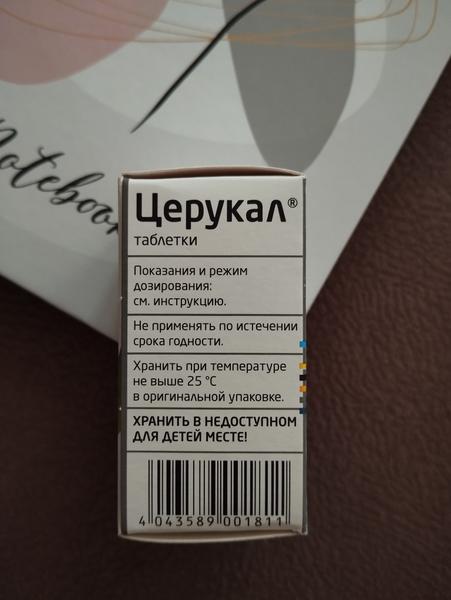 Notebook
Церукал®
таблетки
Показания и режим
дозирования:
см. инструкцию.
Не применять по истечении
срока годности.
Хранить при температуре
не выше 25 °C
в оригинальной упаковке.
ХРАНИТЬ В НЕДОСТУПНОМ
ДЛЯ ДЕТЕЙ МЕСТЕ!
4 043589 001811